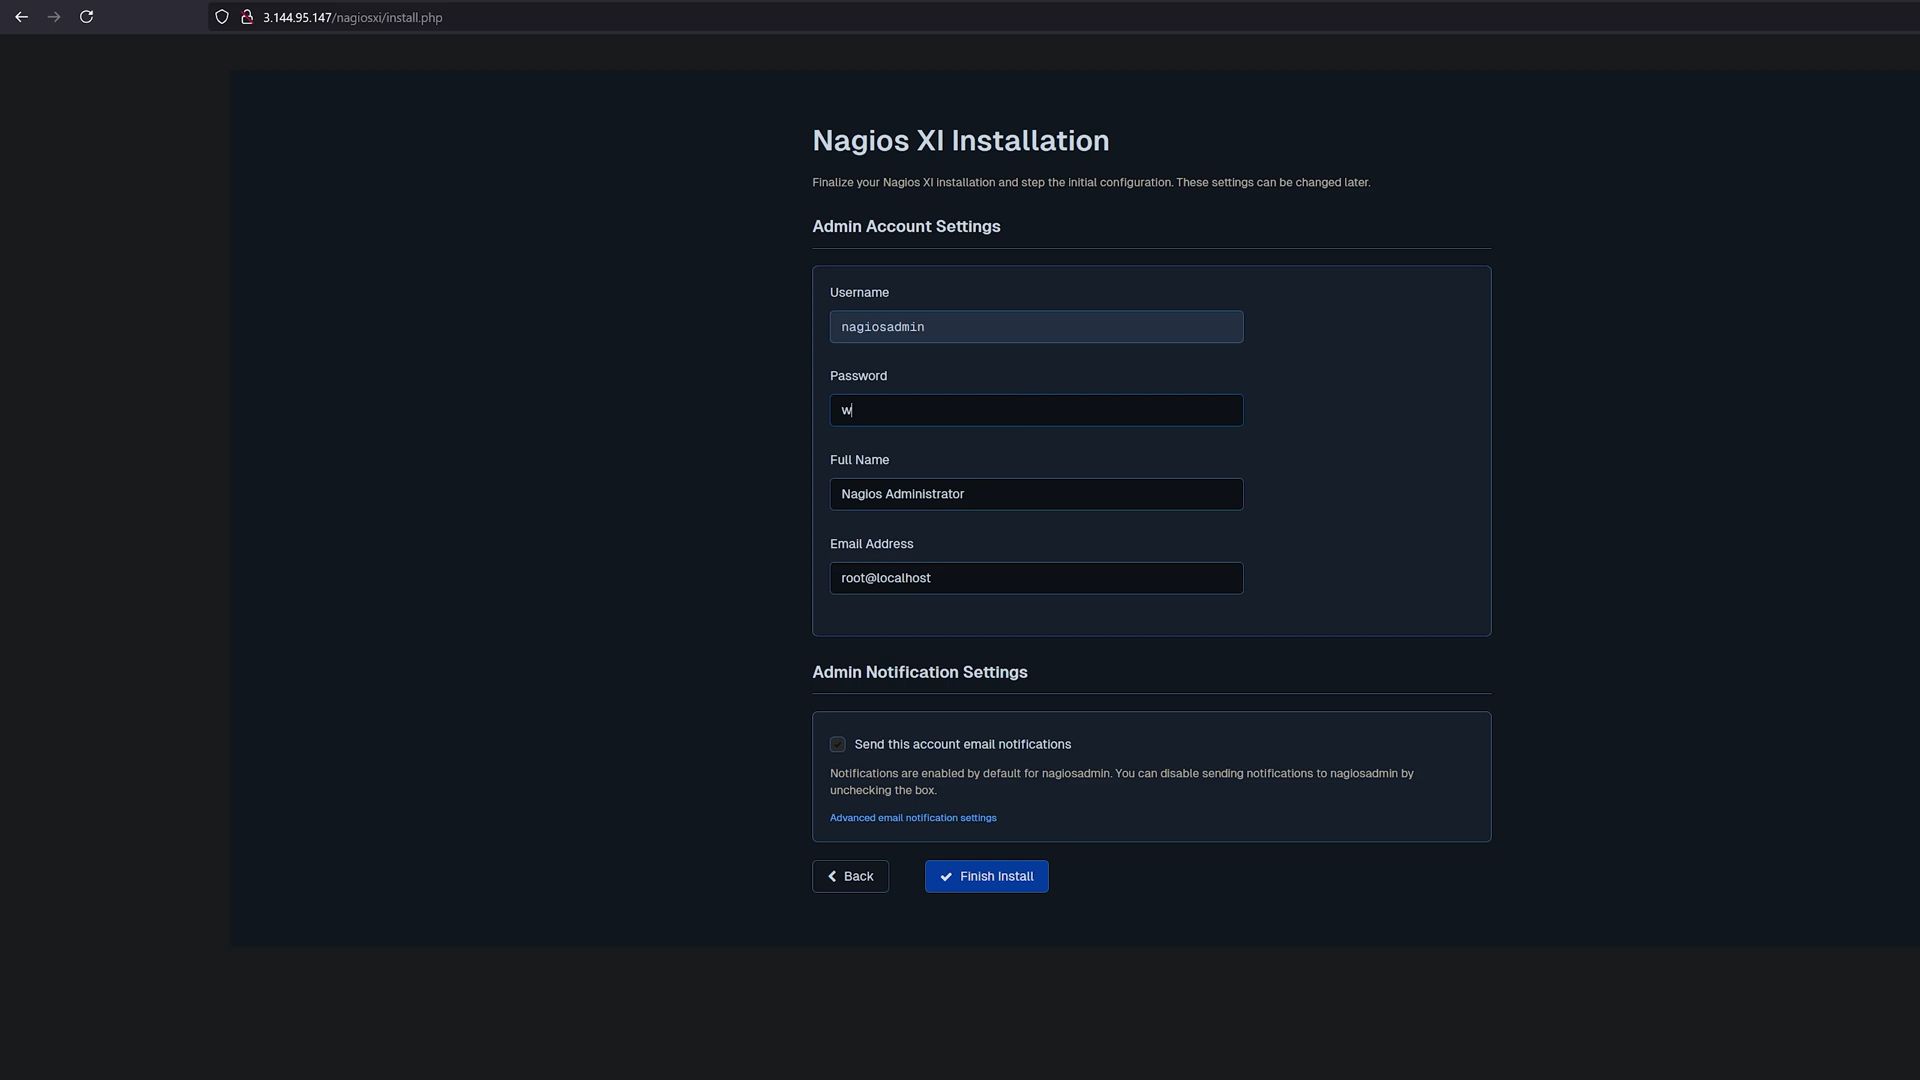 3.144.95.147/nagiosxi/install.php
Nagios XI Installation
Finalize your Nagios XI installation and step the initial configuration. These settings can be changed later.
Admin Account Settings
Username
nagiosadmin
Password
w
Full Name
Nagios Administrator
Email Address
root@localhost
Admin Notification Settings
Send this account email notifications
Notifications are enabled by default for nagiosadmin. You can disable sending notifications to nagiosadmin by
unchecking the box.
Advanced email notification settings
Back
Finish Install